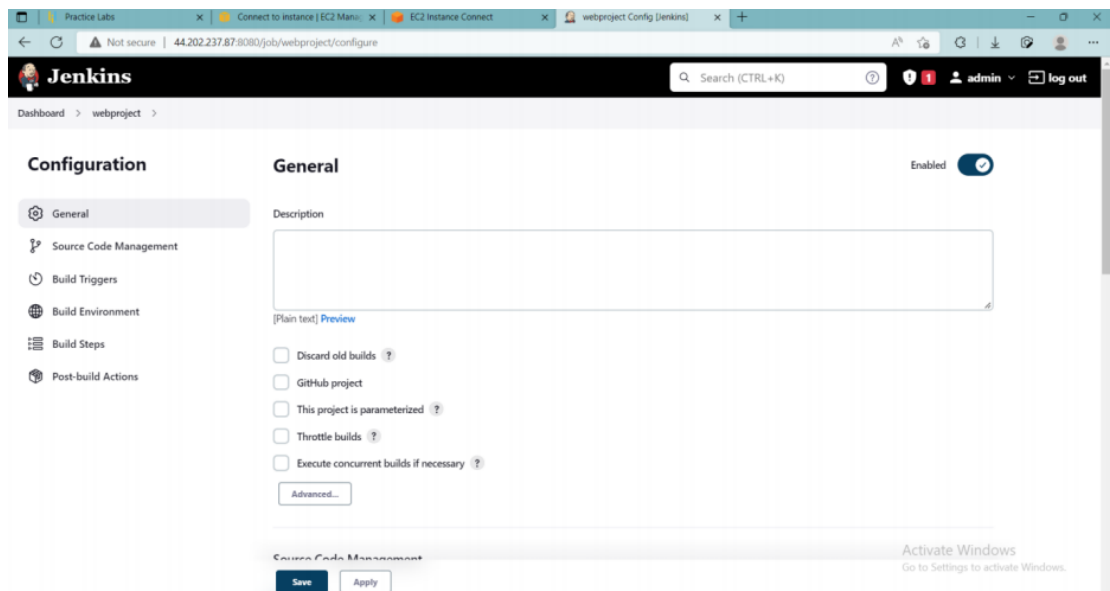 Practice Labs
Connect to instance | EC2 Manag
EC2 Instance Connect
webproject Config [Jenkins]
Not secure | 44.202.237.87:8080/job/webproject/configure
Jenkins
Search (CTRL+K)
1
admin
log out
Dashboard > webproject >
Configuration
General
Source Code Management
Build Triggers
Build Environment
Build Steps
Post-build Actions
General
Enabled
Description
[Plain text] Preview
Discard old builds ?
GitHub project
This project is parameterized ?
Throttle builds ?
Execute concurrent builds if necessary ?
Advanced...
Source Code Management
Save
Apply
Activate Windows
Go to Settings to activate Windows.